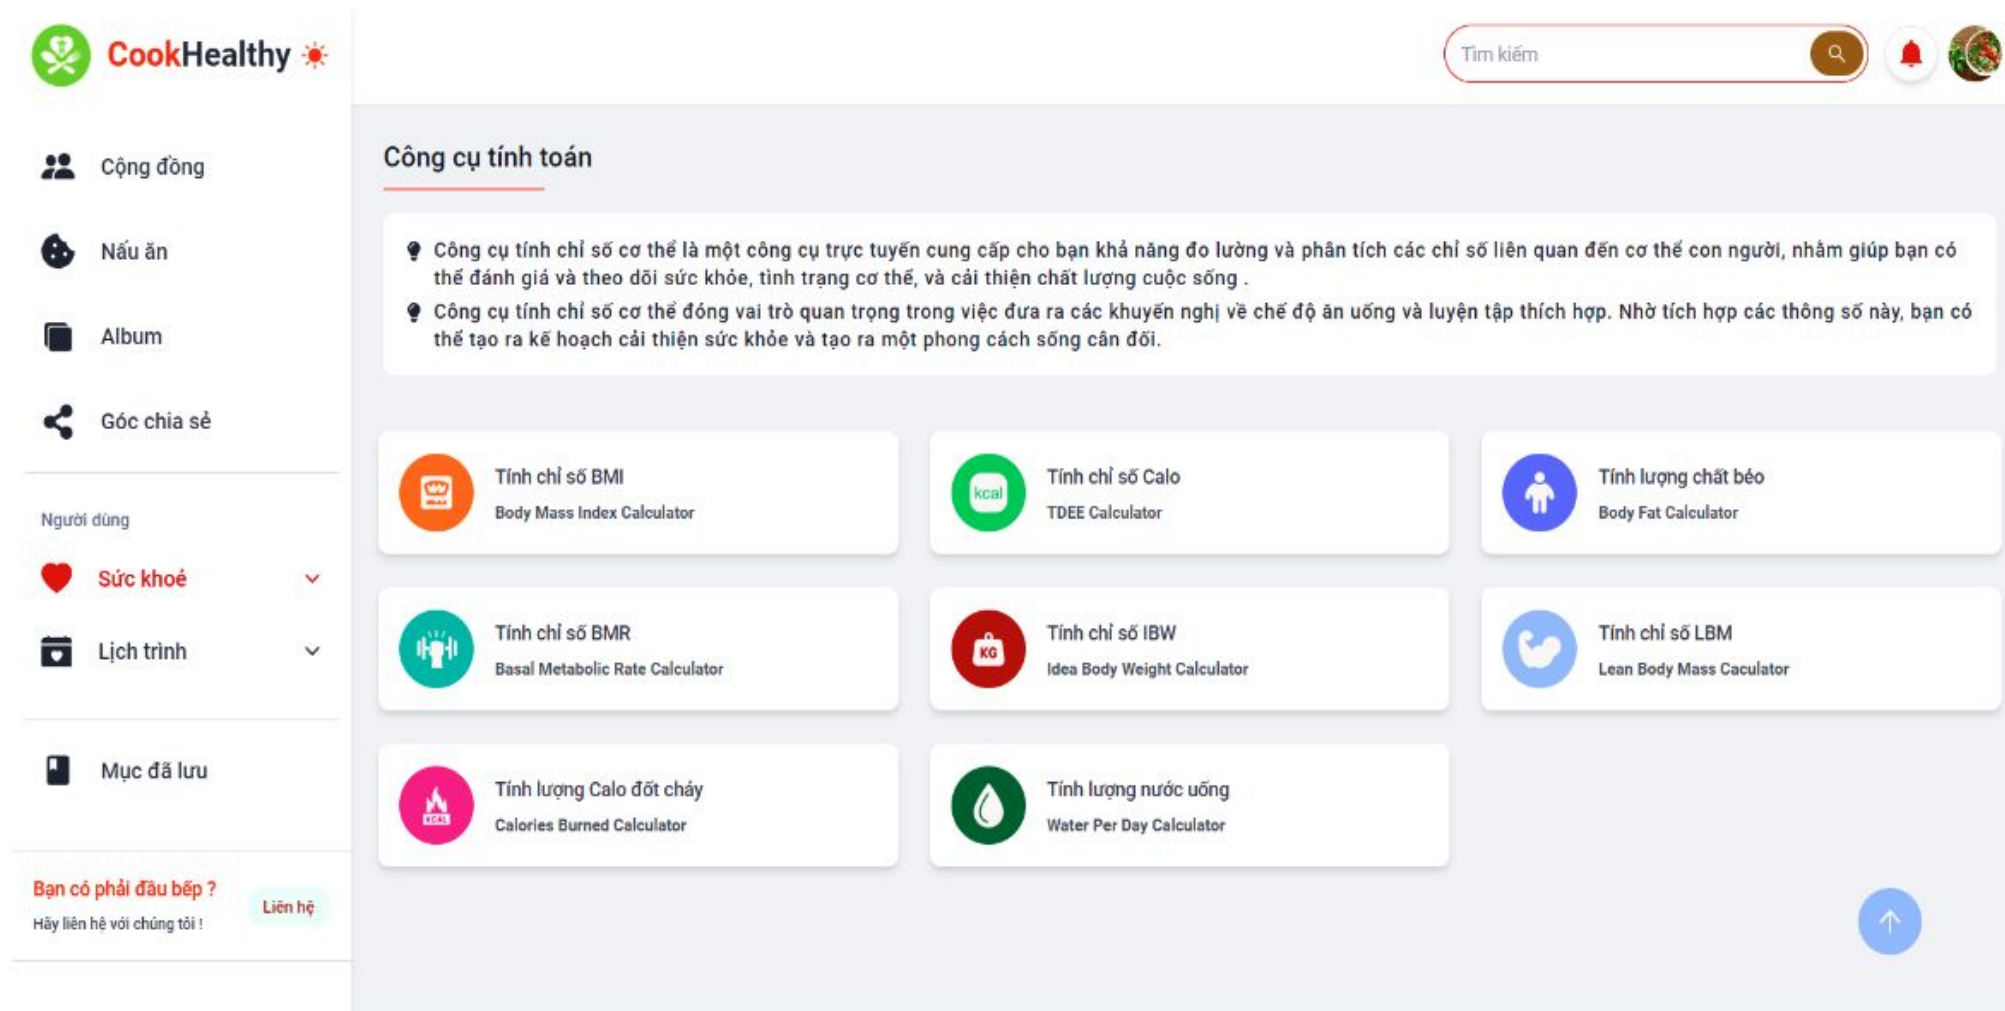 CookHealthy
Tìm kiếm
Cộng đồng
Nấu ăn
Album
Góc chia sẻ
Người dùng
Sức khoẻ
Lịch trình
Mục đã lưu
Bạn có phải đầu bếp ?
Hãy liên hệ với chúng tôi !
Liên hệ
Công cụ tính toán
Công cụ tính chỉ số cơ thể là một công cụ trực tuyến cung cấp cho bạn khả năng đo lường và phân tích các chỉ số liên quan đến cơ thể con người, nhằm giúp bạn có
thể đánh giá và theo dõi sức khỏe, tình trạng cơ thể, và cải thiện chất lượng cuộc sống .
Công cụ tính chỉ số cơ thể đóng vai trò quan trọng trong việc đưa ra các khuyến nghị về chế độ ăn uống và luyện tập thích hợp. Nhờ tích hợp các thông số này, bạn có
thể tạo ra kế hoạch cải thiện sức khỏe và tạo ra một phong cách sống cân đối.
Tính chỉ số BMI
Body Mass Index Calculator
kcal
Tính chỉ số Calo
TDEE Calculator
Tính lượng chất béo
Body Fat Calculator
Tính chỉ số BMR
Basal Metabolic Rate Calculator
KG
Tính chỉ số IBW
Idea Body Weight Calculator
Tính chỉ số LBM
Lean Body Mass Caculator
KCAL
Tính lượng Calo đốt cháy
Calories Burned Calculator
Tính lượng nước uống
Water Per Day Calculator